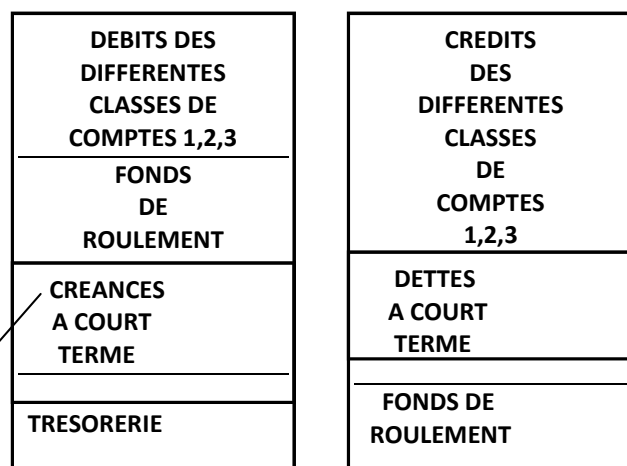 DEBITS DES
DIFFERENTES
CLASSES DE
COMPTES 1,2,3
FONDS
DE
ROULEMENT
CREANCES
A COURT
TERME
TRESORERIE
CREDITS
DES
DIFFERENTES
CLASSES
DE
COMPTES
1,2,3
DETTES
A COURT
TERME
FONDS DE
ROULEMENT